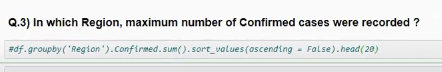 Q.3) In which Region, maximum number of Confirmed cases were recorded ?
#df.groupby('Region').Confirmed.sum().sort_values(ascending = False).head(20)